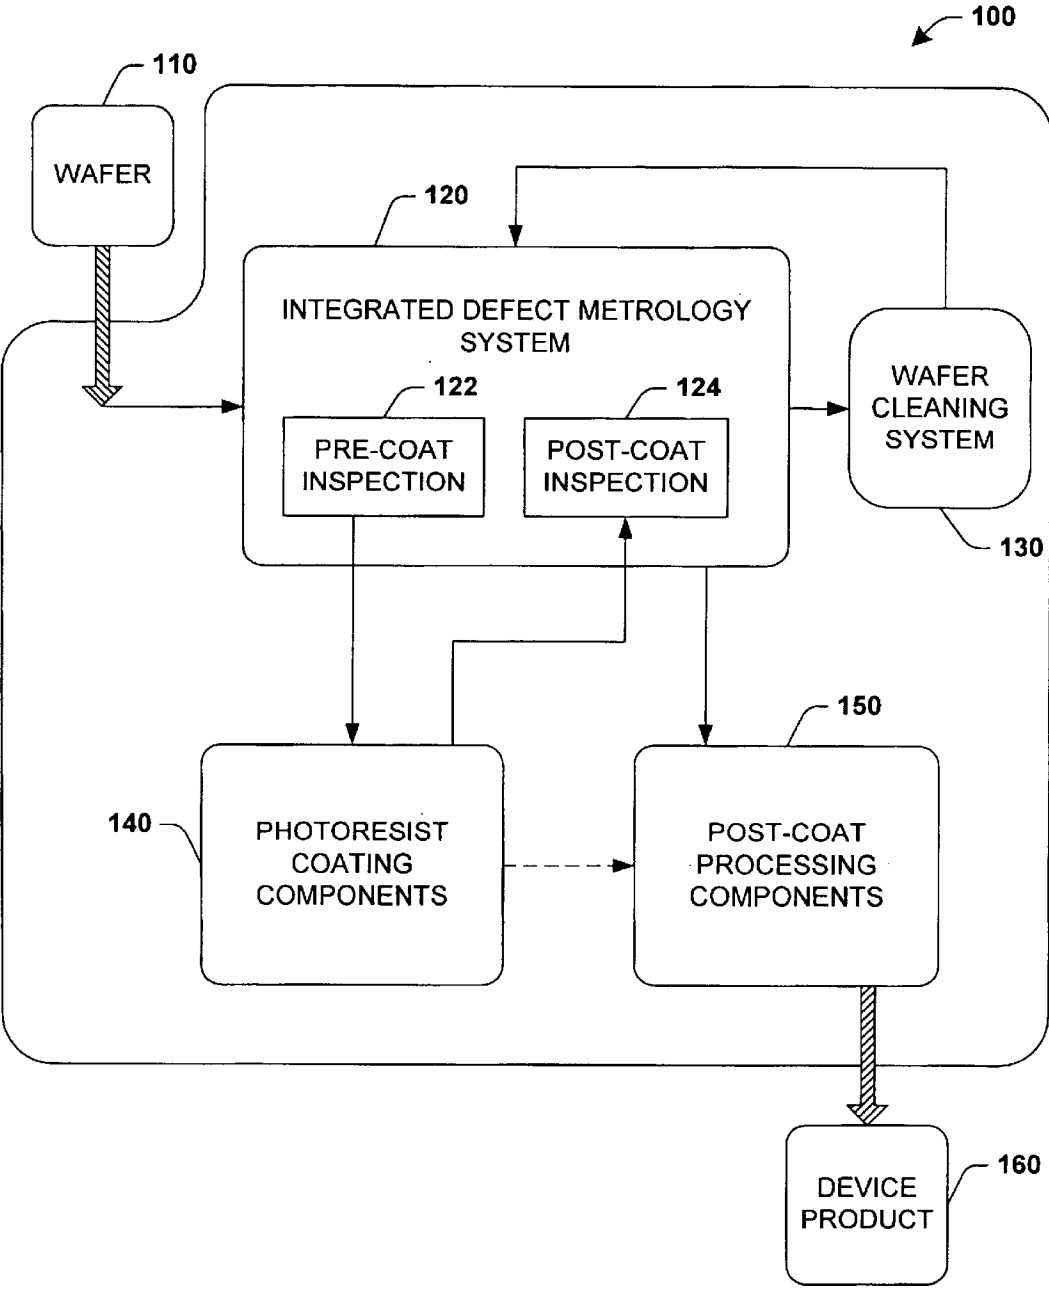 100
110
WAFER
120
INTEGRATED DEFECT METROLOGY
SYSTEM
122
124
PRE-COAT
INSPECTION
POST-COAT
INSPECTION
WAFER
CLEANING
SYSTEM
130
150
140
PHOTORESIST
COATING
COMPONENTS
POST-COAT
PROCESSING
COMPONENTS
160
DEVICE
PRODUCT